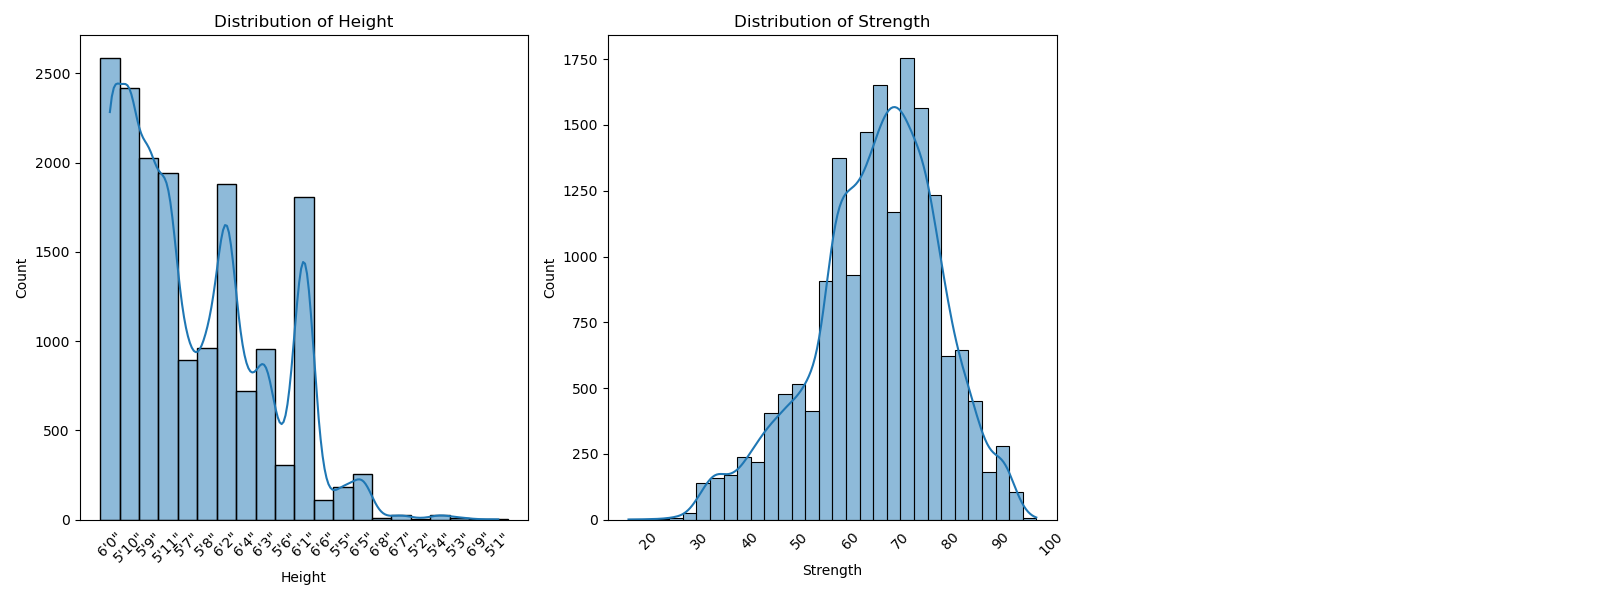 Distribution of Height
Count
2500
2000
1500
1000
500
0
6'0" 5'10" 5'9" 5'11" 5'7" 5'8" 6'2" 6'4" 6'3" 5'6" 6'1" 6'6" 5'5" 6'5" 6'8" 6'7" 5'2" 5'4" 5'3" 6'9" 5'1"
Height
Distribution of Strength
Count
1750
1500
1250
1000
750
500
250
0
20 30 40 50 60 70 80 90 100
Strength